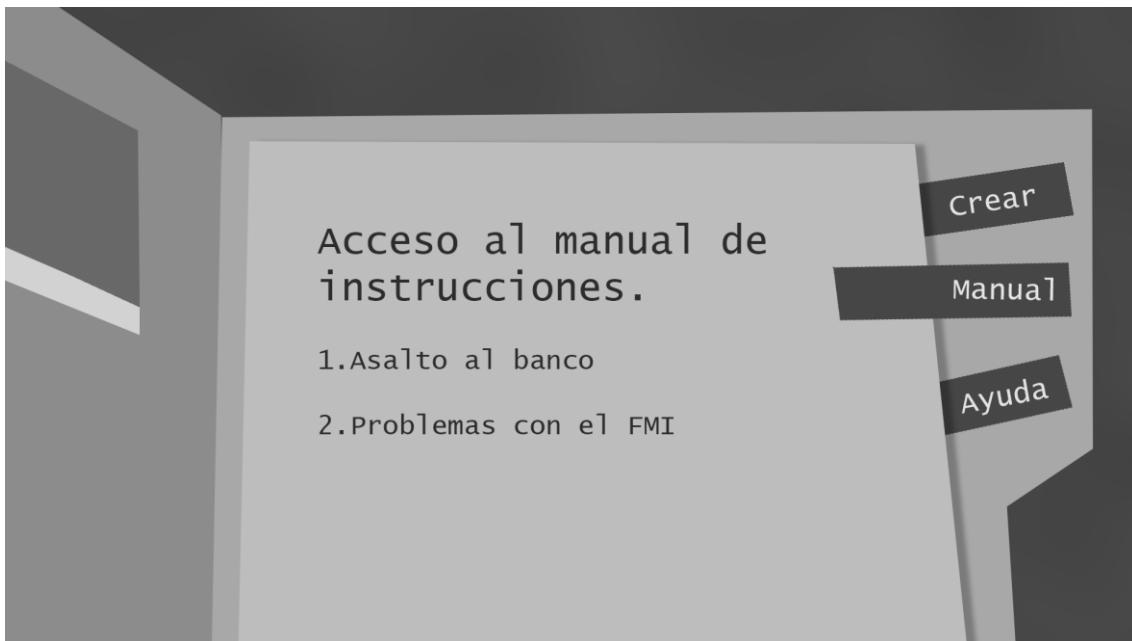 Acceso al manual de
instrucciones.
1.Asalto al banco
2.Problemas con el FMI
Crear
Manual
Ayuda